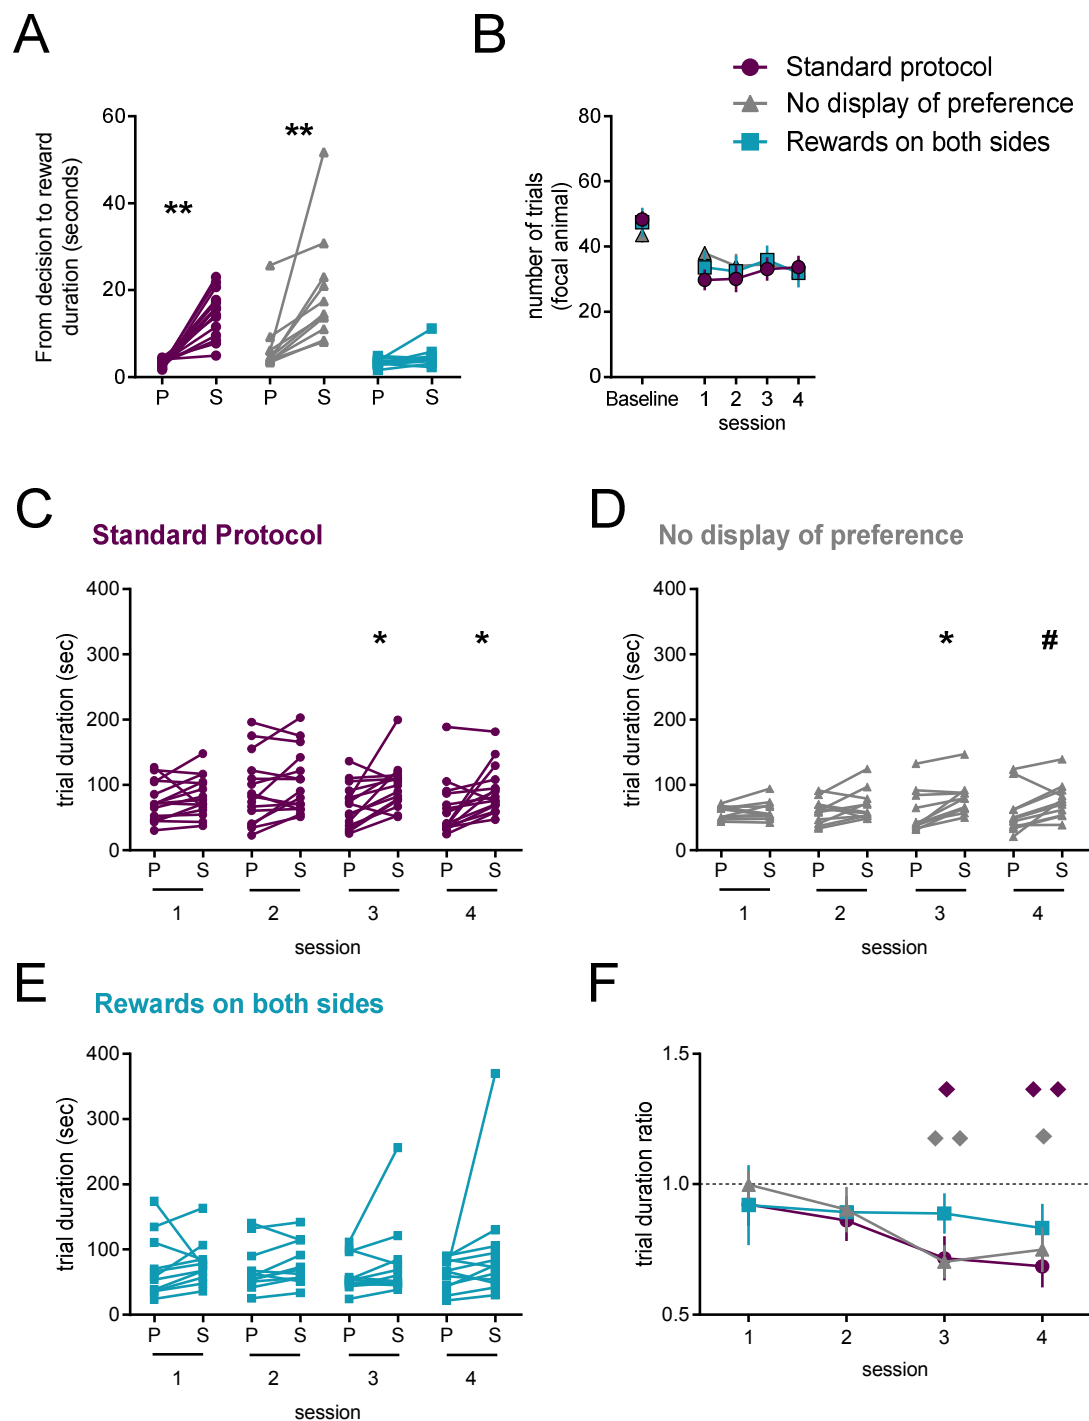 A
B
Standard protocol
No display of preference
Rewards on both sides
From decision to reward
duration (seconds)
60
40
20
0
**
**
P S P S P S
number of trials
(focal animal)
80
60
40
20
0
Baseline 1 2 3 4
session
C
Standard Protocol
trial duration (sec)
400
300
200
100
0
* *
P S P S P S P S
1 2 3 4
session
D
No display of preference
trial duration (sec)
400
300
200
100
0
* #
P S P S P S P S
1 2 3 4
session
E
Rewards on both sides
trial duration (sec)
400
300
200
100
0
P S P S P S P S
1 2 3 4
session
F
trial duration ratio
1.5
1.0
0.5
1 2 3 4
session